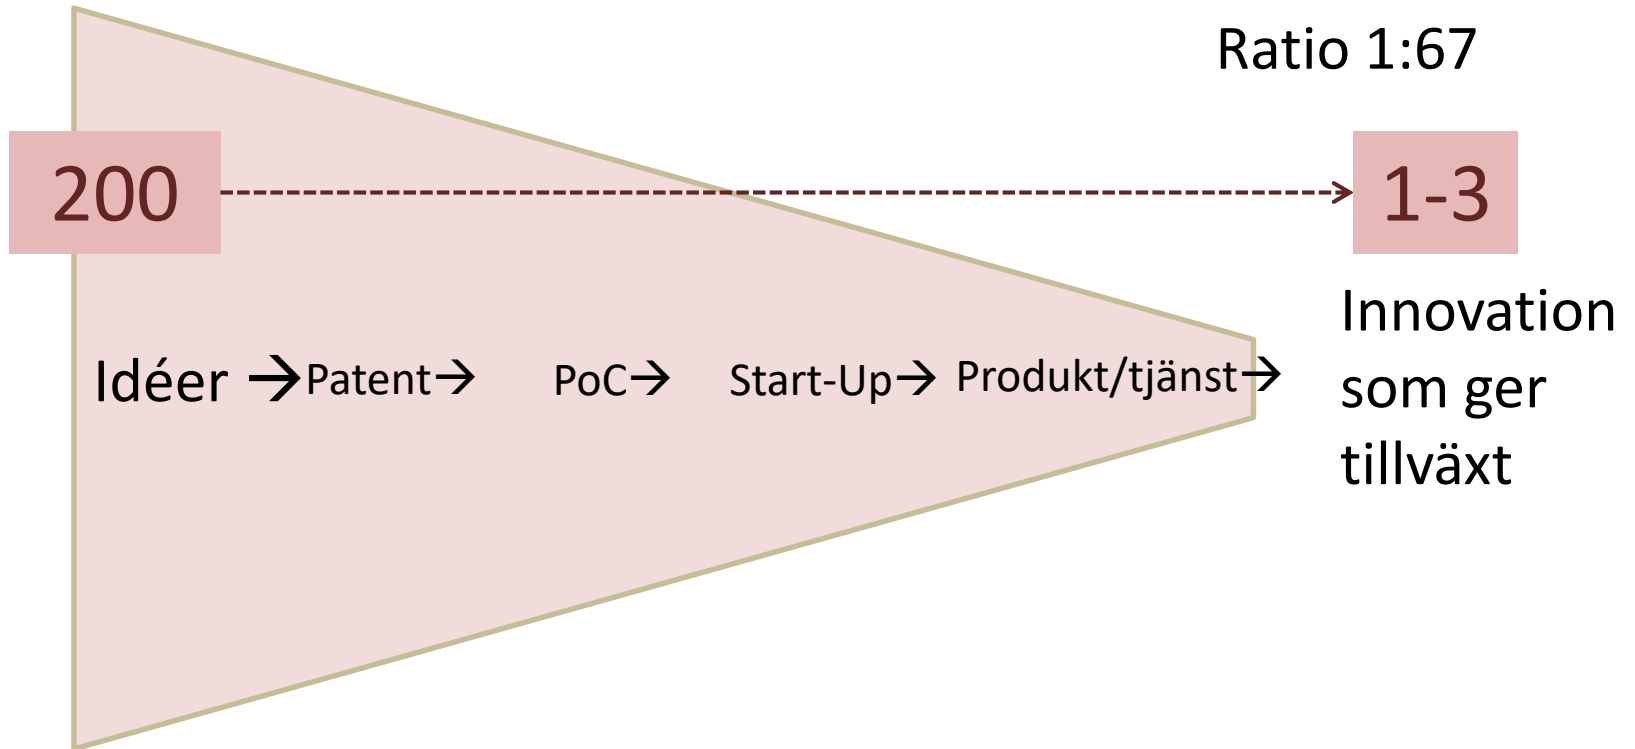 Ratio 1:67
200
1-3
Idéer → Patent→ PoC→ Start-Up→ Produkt/tjänst→
Innovation
som ger
tillväxt